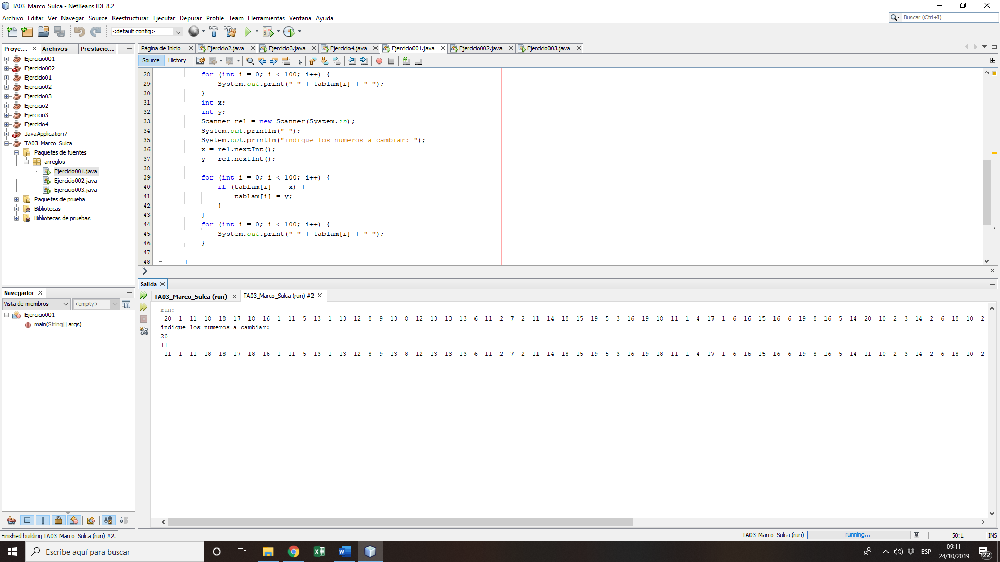 TA03_Marco_Sulca - NetBeans IDE 8.2
Archivo Editar Ver Navegar Source Reestructurar Ejecutar Depurar Profile Team Herramientas Ventana Ayuda
Buscar (Ctrl+I)
<default config>
Proye... Archivos Prestacio...
Ejercicio001
Ejercicio002
Ejercicio01
Ejercicio02
Ejercicio03
Ejercicio2
Ejercicio3
Ejercicio4
JavaApplication7
TA03_Marco_Sulca
Paquetes de fuentes
arreglos
Ejercicio001.java
Ejercicio002.java
Ejercicio003.java
Paquetes de prueba
Bibliotecas
Bibliotecas de pruebas
Página de Inicio Ejercicio2.java Ejercicio3.java Ejercicio4.java Ejercicio001.java Ejercicio002.java Ejercicio003.java
Source History
28 for (int i = 0; i < 100; i++) {
29 System.out.print(" " + tablam[i] + " ");
30 }
31 int x;
32 int y;
33 Scanner rel = new Scanner(System.in);
34 System.out.println(" ");
35 System.out.println("indique los numeros a cambiar: ");
36 x = rel.nextInt();
37 y = rel.nextInt();
38
39 for (int i = 0; i < 100; i++) {
40 if (tablam[i] == x) {
41 tablam[i] = y;
42 }
43 }
44 for (int i = 0; i < 100; i++) {
45 System.out.print(" " + tablam[i] + " ");
46 }
47
48 }
Navegador
Vista de miembros <empty>
Ejercicio001
main(String[] args)
Salida
TA03_Marco_Sulca (run) TA03_Marco_Sulca (run) #2
run:
20 1 11 18 18 17 18 16 1 11 5 13 1 13 12 8 9 13 8 12 13 13 13 6 11 2 7 2 11 14 18 15 19 5 3 16 19 18 11 1 4 17 1 6 16 15 16 6 19 8 16 5 14 20 10 2 3 14 2 6 18 10 2
indique los numeros a cambiar:
20
11
11 1 11 18 18 17 18 16 1 11 5 13 1 13 12 8 9 13 8 12 13 13 13 6 11 2 7 2 11 14 18 15 19 5 3 16 19 18 11 1 4 17 1 6 16 15 16 6 19 8 16 5 14 11 10 2 3 14 2 6 18 10 2
Finished building TA03_Marco_Sulca (run) #2.
TA03_Marco_Sulca (run) running... 50:1 INS
Escribe aquí para buscar
ESP
09:11
24/10/2019
22